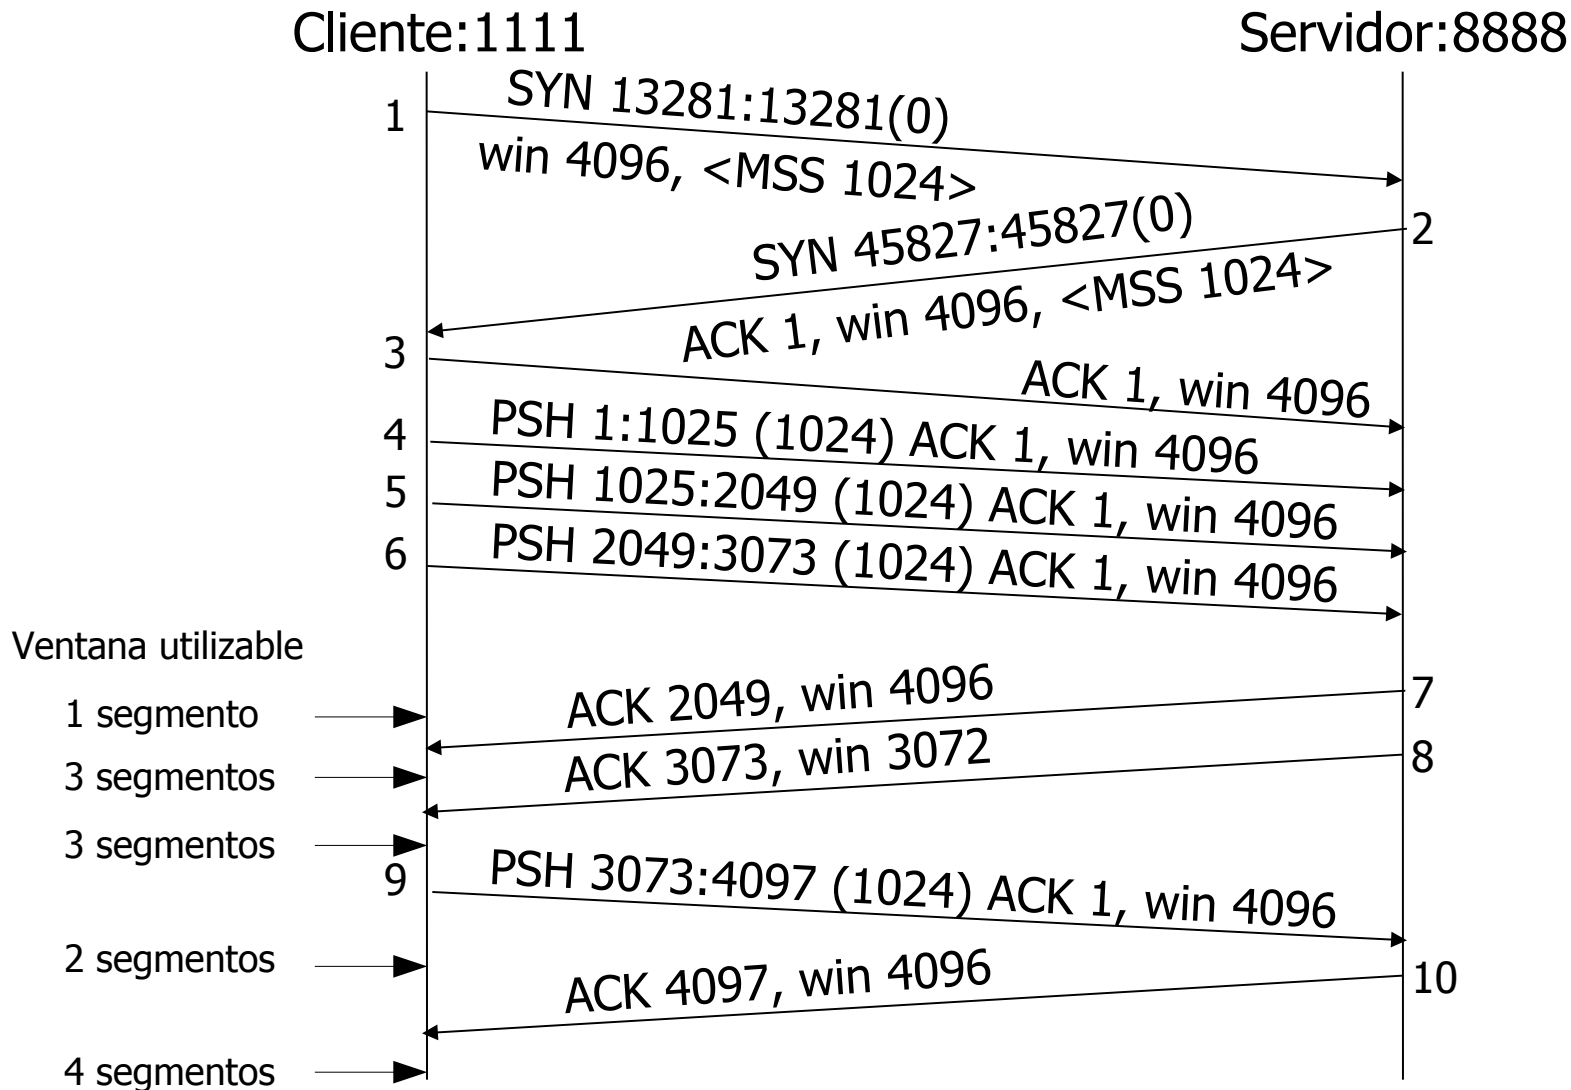 Cliente:1111
Servidor:8888
1
SYN 13281:13281(0)
win 4096, <MSS 1024>
2
SYN 45827:45827(0)
ACK 1, win 4096, <MSS 1024>
3
ACK 1, win 4096
4
PSH 1:1025 (1024) ACK 1, win 4096
5
PSH 1025:2049 (1024) ACK 1, win 4096
6
PSH 2049:3073 (1024) ACK 1, win 4096
Ventana utilizable
1 segmento
ACK 2049, win 4096
7
3 segmentos
ACK 3073, win 3072
8
3 segmentos
9
PSH 3073:4097 (1024) ACK 1, win 4096
2 segmentos
ACK 4097, win 4096
10
4 segmentos